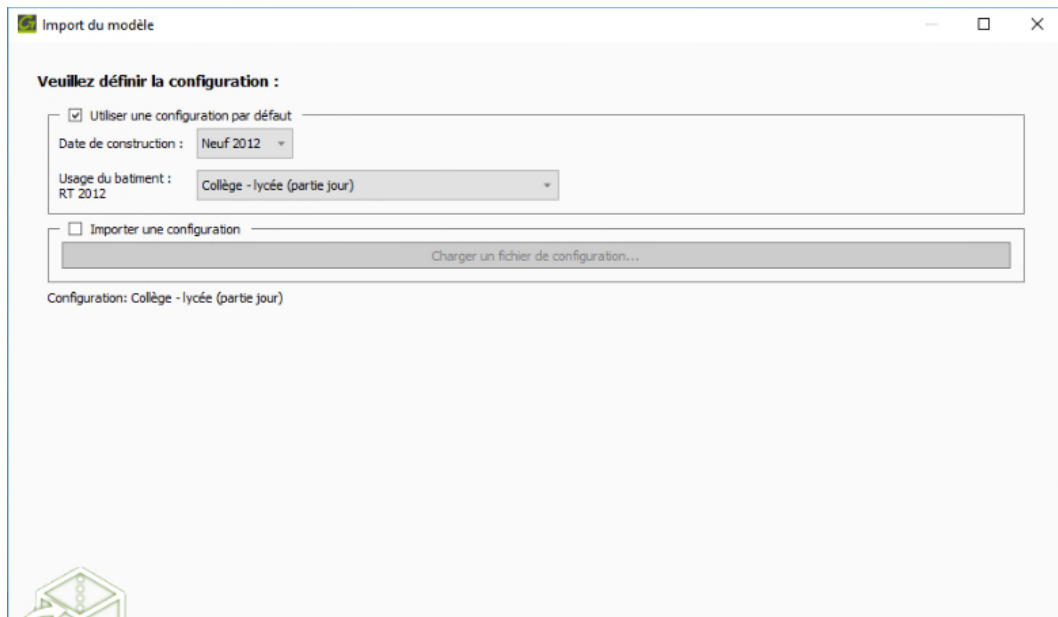 Import du modèle
Veuillez définir la configuration :
Utiliser une configuration par défaut
Date de construction : Neuf 2012
Usage du batiment :
RT 2012
Collège - lycée (partie jour)
Importer une configuration
Charger un fichier de configuration...
Configuration: Collège - lycée (partie jour)